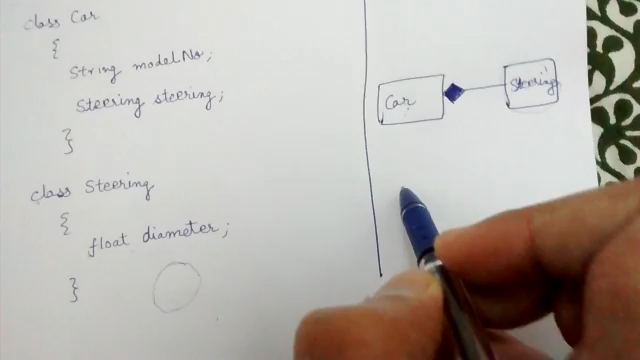 class Car
{
String modelNo;
Steering steering;
}
class Steering
{
float diameter;
}
Car
Steering